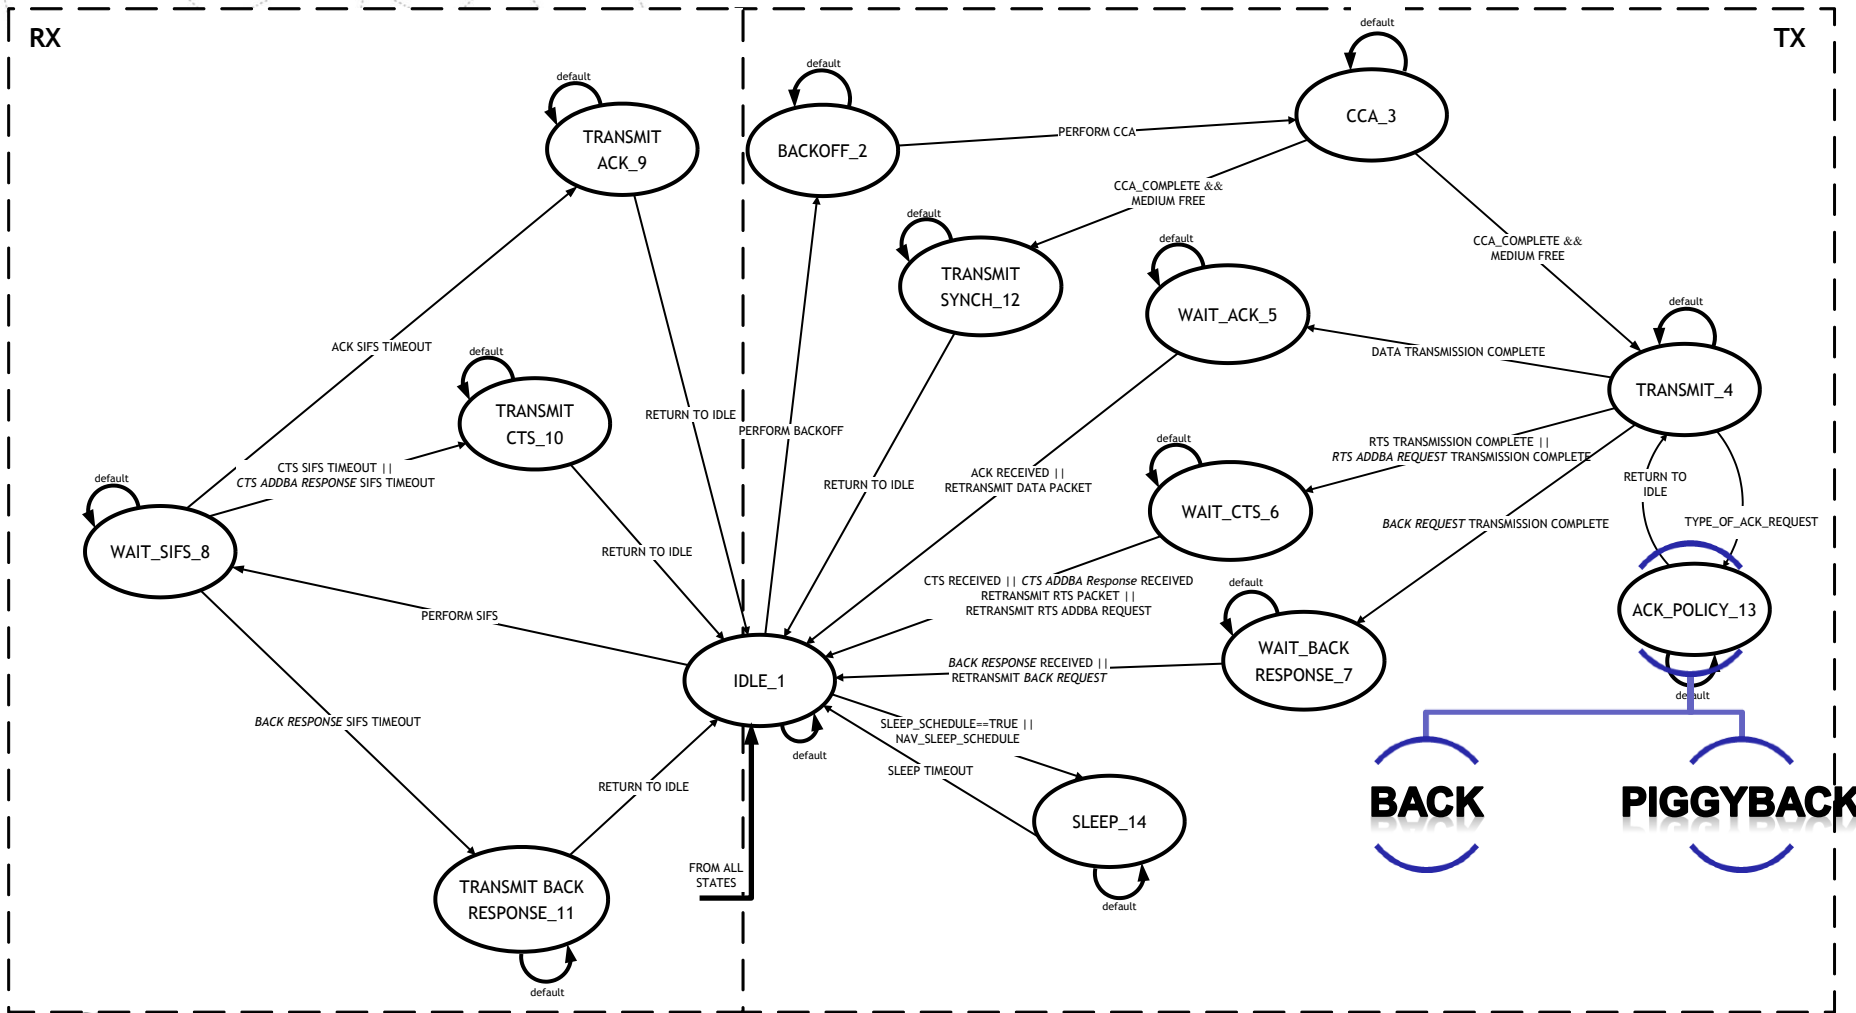 RX
TX
default
TRANSMIT
ACK_9
default
BACKOFF_2
default
CCA_3
PERFORM CCA
CCA_COMPLETE &&
MEDIUM FREE
CCA_COMPLETE &&
MEDIUM FREE
default
TRANSMIT
SYNCH_12
default
WAIT_ACK_5
default
TRANSMIT_4
DATA TRANSMISSION COMPLETE
ACK SIFS TIMEOUT
default
TRANSMIT
CTS_10
RETURN TO IDLE
PERFORM BACKOFF
RETURN TO IDLE
ACK RECEIVED ||
RETRANSMIT DATA PACKET
default
WAIT_CTS_6
RTS TRANSMISSION COMPLETE ||
RTS ADDBA REQUEST TRANSMISSION COMPLETE
RETURN TO
IDLE
TYPE_OF_ACK_REQUEST
BACK REQUEST TRANSMISSION COMPLETE
CTS SIFS TIMEOUT ||
CTS ADDBA RESPONSE SIFS TIMEOUT
default
WAIT_SIFS_8
RETURN TO IDLE
CTS RECEIVED || CTS ADDBA Response RECEIVED
RETRANSMIT RTS PACKET ||
RETRANSMIT RTS ADDBA REQUEST
default
WAIT_BACK
RESPONSE_7
ACK_POLICY_13
default
PERFORM SIFS
IDLE_1
default
BACK RESPONSE RECEIVED ||
RETRANSMIT BACK REQUEST
SLEEP_SCHEDULE==TRUE ||
NAV_SLEEP_SCHEDULE
SLEEP TIMEOUT
SLEEP_14
default
BACK RESPONSE SIFS TIMEOUT
RETURN TO IDLE
TRANSMIT BACK
RESPONSE_11
default
FROM ALL
STATES
BACK
PIGGYBACK